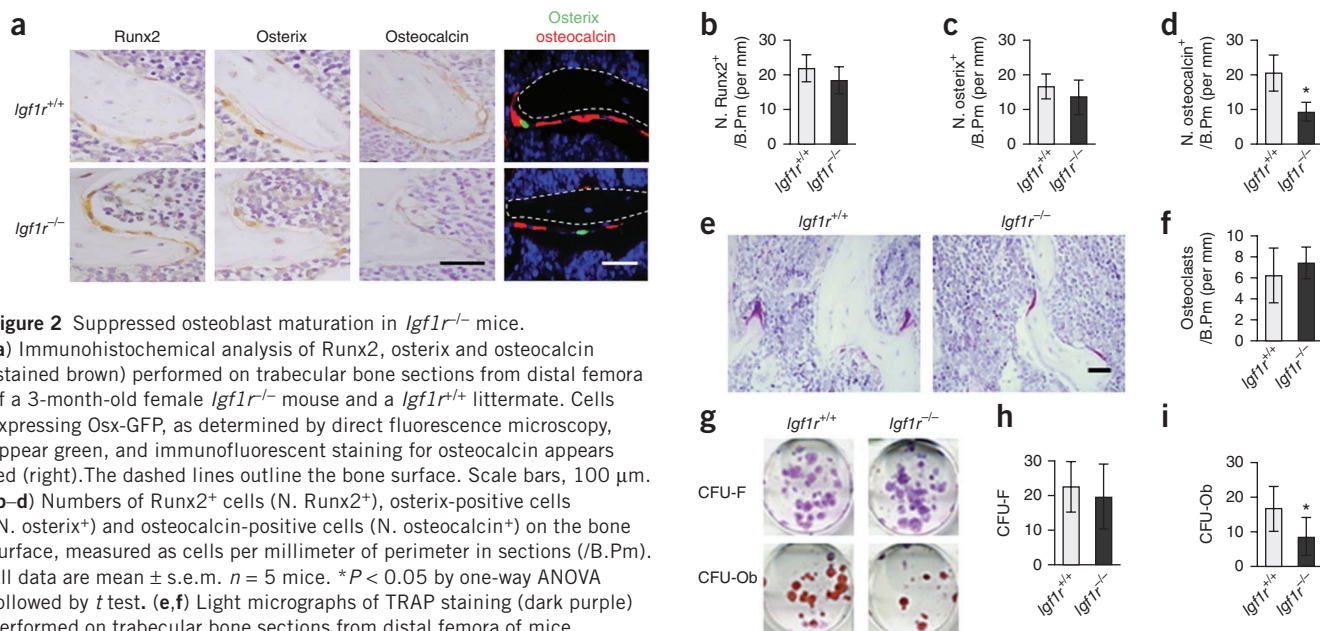 a
Runx2
Osterix
Osteocalcin
Osterix
osteocalcin
Igf1r+/+
Igf1r–/–
b
N. Runx2+
/B.Pm (per mm)
30
20
10
0
Igf1r+/+
Igf1r–/–
c
N. osterix+
/B.Pm (per mm)
30
20
10
0
Igf1r+/+
Igf1r–/–
d
N. osteocalcin+
/B.Pm (per mm)
30
20
10
0
*
Igf1r+/+
Igf1r–/–
e
Igf1r+/+
Igf1r–/–
f
Osteoclasts
/B.Pm (per mm)
10
8
6
4
2
0
Igf1r+/+
Igf1r–/–
g
Igf1r+/+
Igf1r–/–
CFU-F
CFU-Ob
h
CFU-F
30
20
10
0
Igf1r+/+
Igf1r–/–
i
CFU-Ob
30
20
10
0
*
Igf1r+/+
Igf1r–/–
igure 2 Suppressed osteoblast maturation in Igf1r–/– mice.
a) Immunohistochemical analysis of Runx2, osterix and osteocalcin
stained brown) performed on trabecular bone sections from distal femora
f a 3-month-old female Igf1r–/– mouse and a Igf1r+/+ littermate. Cells
xpressing Osx-GFP, as determined by direct fluorescence microscopy,
ppear green, and immunofluorescent staining for osteocalcin appears
ed (right).The dashed lines outline the bone surface. Scale bars, 100 μm.
b–d) Numbers of Runx2+ cells (N. Runx2+), osterix-positive cells
N. osterix+) and osteocalcin-positive cells (N. osteocalcin+) on the bone
urface, measured as cells per millimeter of perimeter in sections (/B.Pm).
ll data are mean ± s.e.m. n = 5 mice. *P < 0.05 by one-way ANOVA
ollowed by t test. (e,f) Light micrographs of TRAP staining (dark purple)
erformed on trabecular bone sections from distal femora of mice